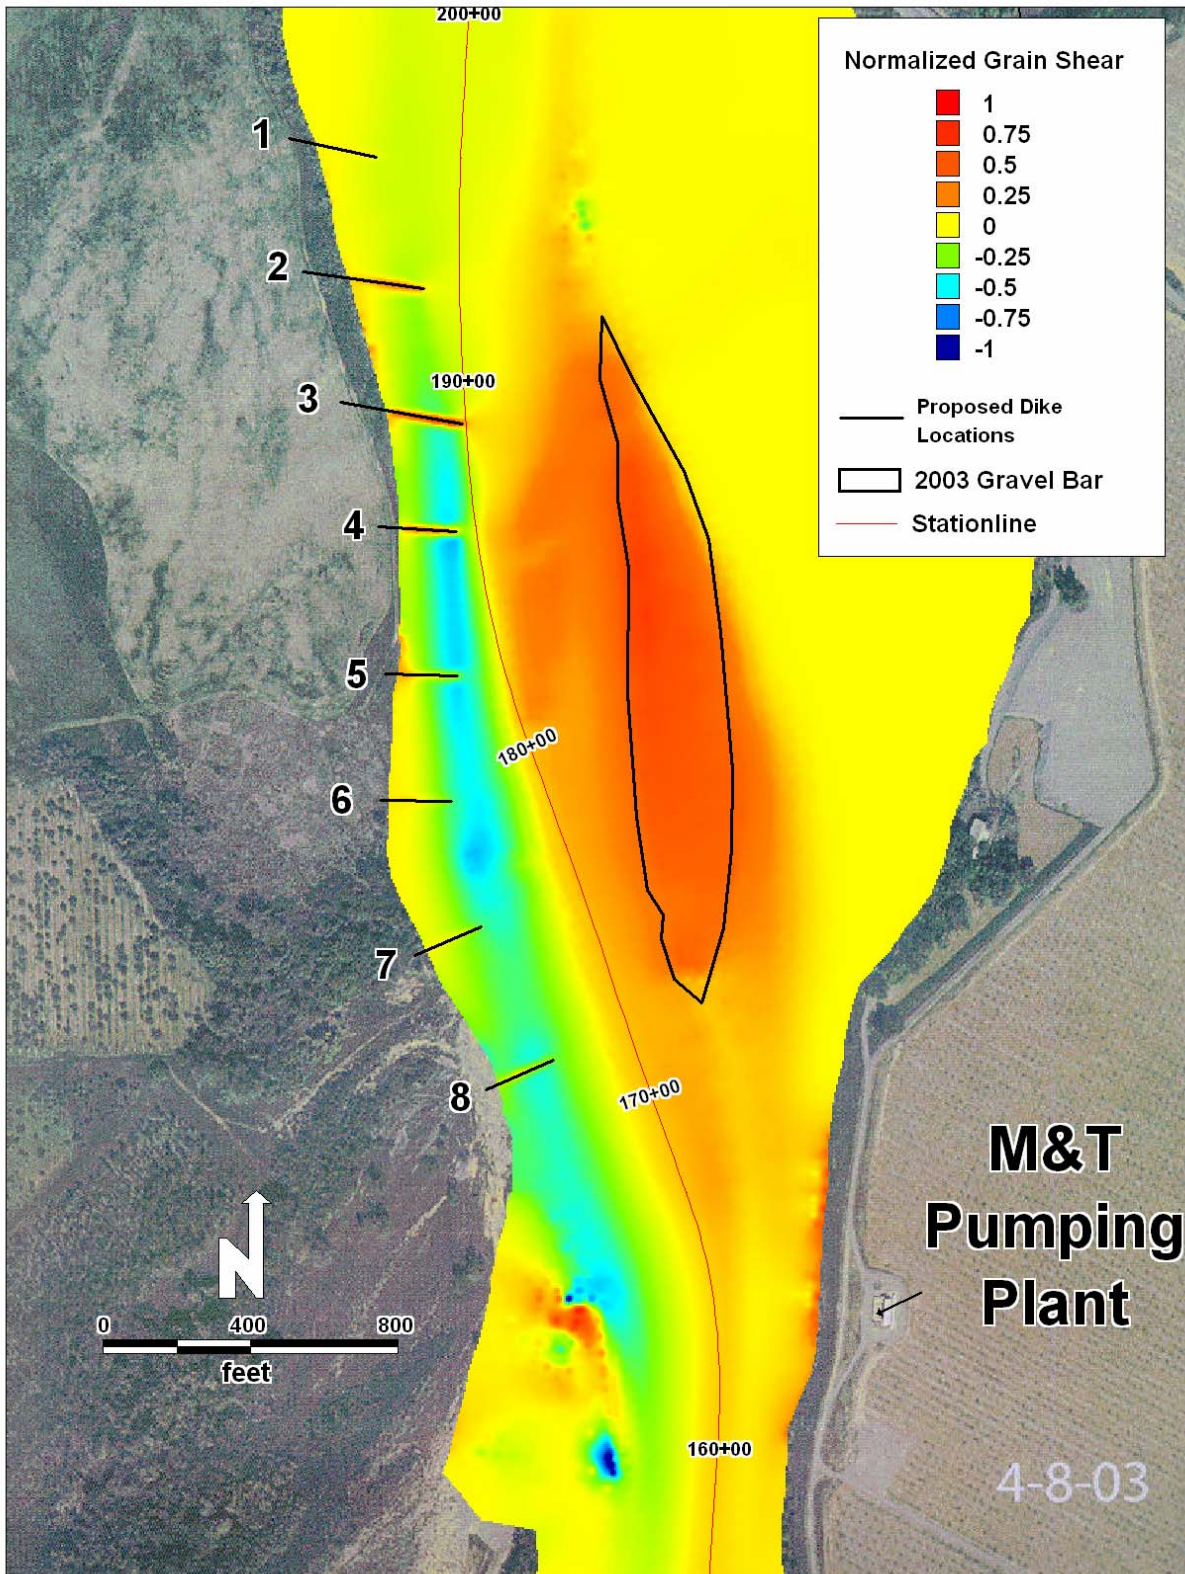 200+00
Normalized Grain Shear
1
0.75
0.5
0.25
0
-0.25
-0.5
-0.75
-1
Proposed Dike
Locations
2003 Gravel Bar
Stationline
1
2
190+00
3
4
5
180+00
6
7
8
170+00
M&T
Pumping
Plant
N
0 400 800
feet
160+00
4-8-03